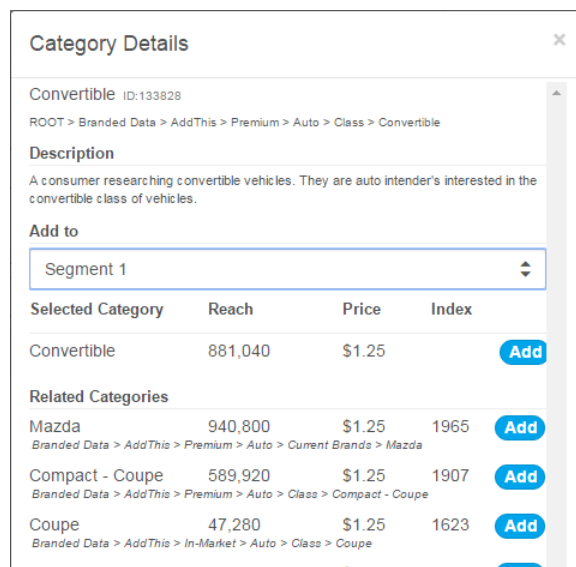 Category Details ×
Convertible ID:133828
ROOT > Branded Data > AddThis > Premium > Auto > Class > Convertible
Description
A consumer researching convertible vehicles. They are auto intender's interested in the
convertible class of vehicles.
Add to
Segment 1
Selected Category Reach Price Index
Convertible 881,040 $1.25 Add
Related Categories
Mazda 940,800 $1.25 1965 Add
Branded Data > AddThis > Premium > Auto > Current Brands > Mazda
Compact - Coupe 589,920 $1.25 1907 Add
Branded Data > AddThis > Premium > Auto > Class > Compact - Coupe
Coupe 47,280 $1.25 1623 Add
Branded Data > AddThis > In-Market > Auto > Class > Coupe